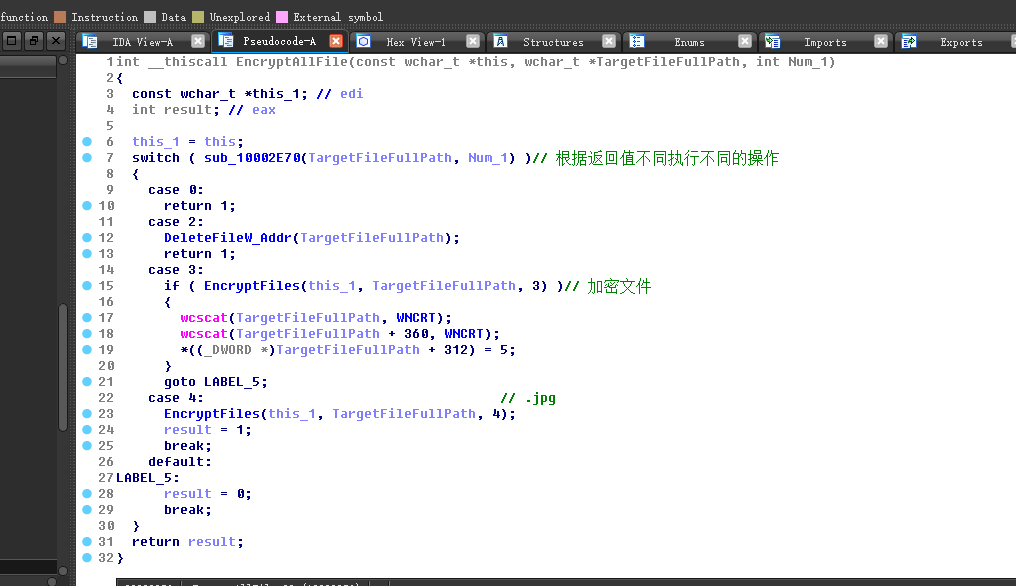 function Instruction Data Unexplored External symbol
IDA View-A Pseudocode-A Hex View-1 Structures Enums Imports Exports
1 int __thiscall EncryptAllFile(const wchar_t *this, wchar_t *TargetFileFullPath, int Num_1)
2 {
3 const wchar_t *this_1; // edi
4 int result; // eax
5
6 this_1 = this;
7 switch ( sub_10002E70(TargetFileFullPath, Num_1) )// 根据返回值不同执行不同的操作
8 {
9 case 0:
10 return 1;
11 case 2:
12 DeleteFileW_Addr(TargetFileFullPath);
13 return 1;
14 case 3:
15 if ( EncryptFiles(this_1, TargetFileFullPath, 3) )// 加密文件
16 {
17 wcscat(TargetFileFullPath, WNCRT);
18 wcscat(TargetFileFullPath + 360, WNCRT);
19 *((_DWORD *)TargetFileFullPath + 312) = 5;
20 }
21 goto LABEL_5;
22 case 4: // .jpg
23 EncryptFiles(this_1, TargetFileFullPath, 4);
24 result = 1;
25 break;
26 default:
27 LABEL_5:
28 result = 0;
29 break;
30 }
31 return result;
32 }